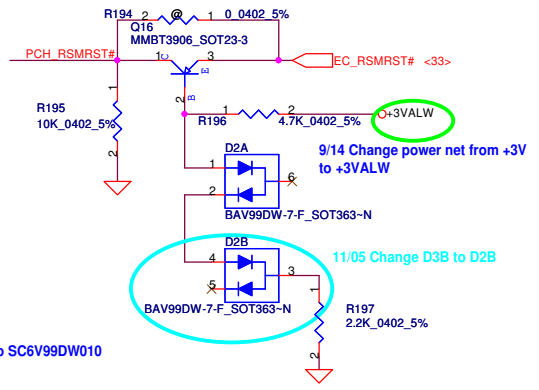 R194 2 @ 1 0_0402_5%
Q16
MMBT3906_SOT23-3
PCH_RSMRST# 1 C 3 E EC_RSMRST# <33>
B
2
1
R195
10K_0402_5%
2
1 2
R196 4.7K_0402_5% +3VALW
9/14 Change power net from +3V
to +3VALW
D2A
1
6
2
BAV99DW-7-F_SOT363~N
D2B
11/05 Change D3B to D2B
4
3
5
BAV99DW-7-F_SOT363~N
1
R197
2.2K_0402_5%
2
o SC6V99DW010